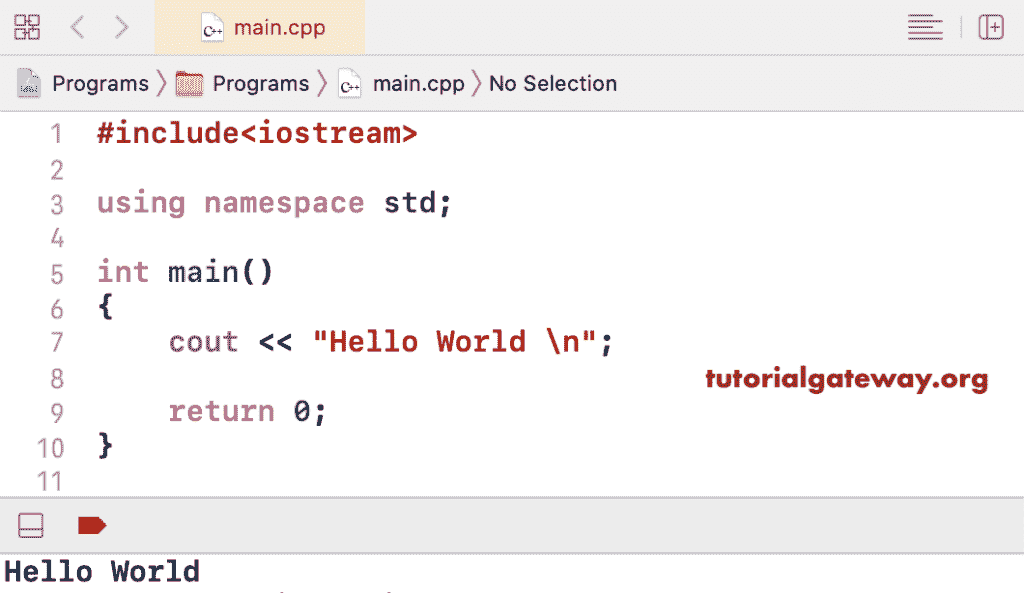 C++ main.cpp
Programs Programs C++ main.cpp No Selection
1 #include<iostream>
2
3 using namespace std;
4
5 int main()
6 {
7 cout << "Hello World \n";
8
tutorialgateway.org
9 return 0;
10 }
11
Hello World